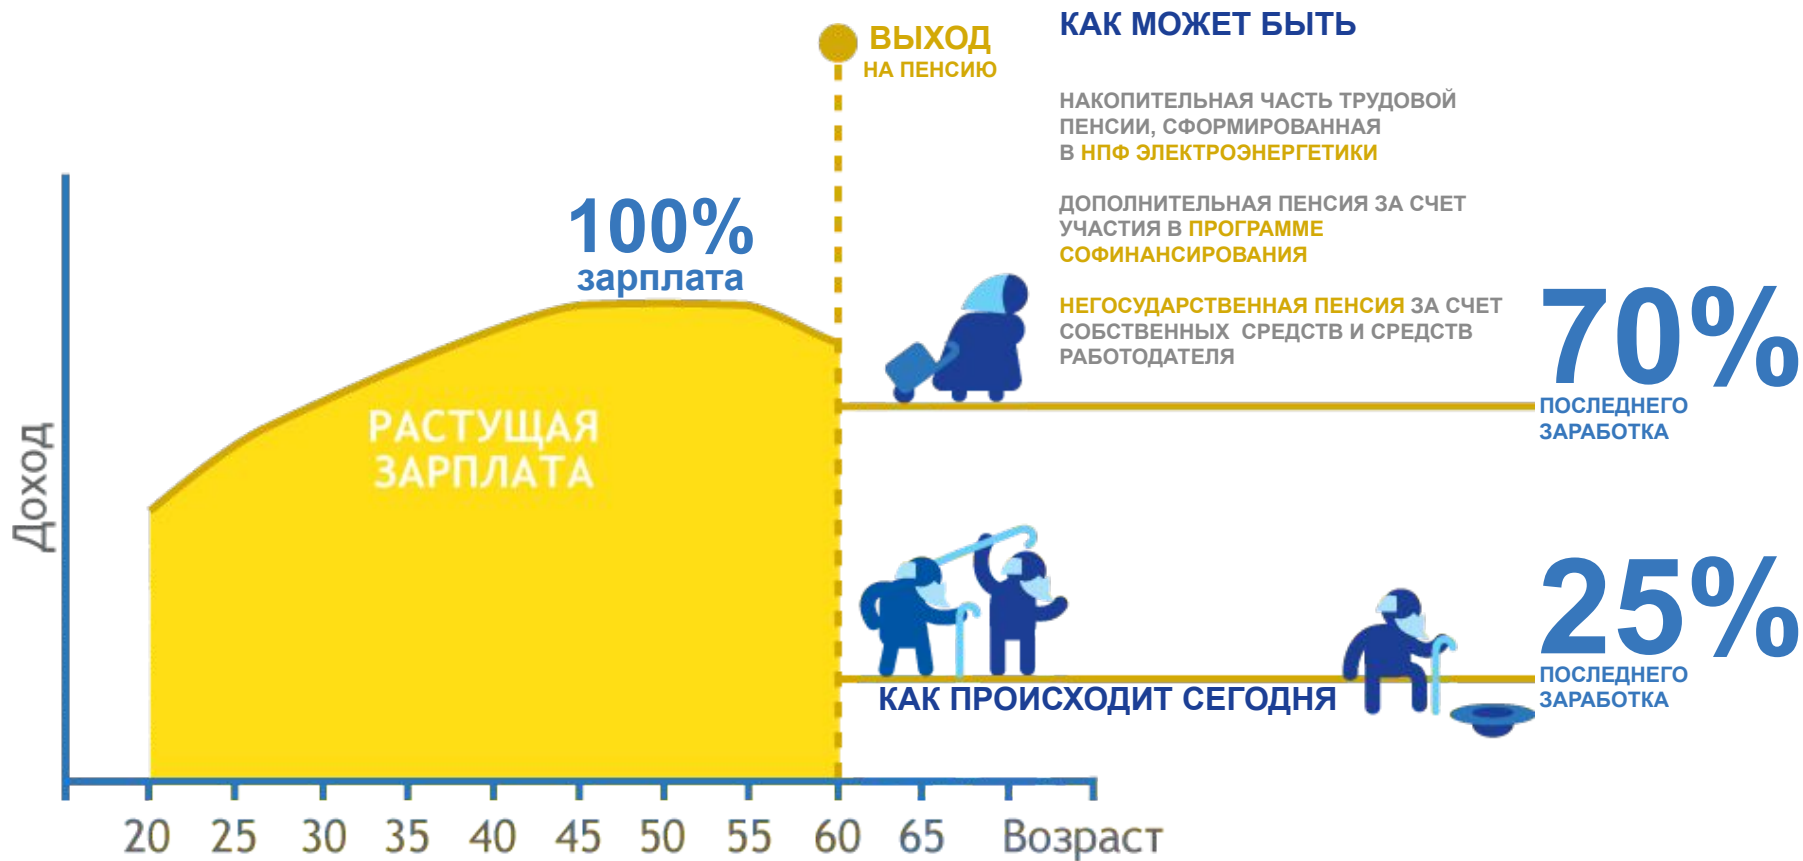 КАК МОЖЕТ БЫТЬ
ВЫХОД
НА ПЕНСИЮ
НАКОПИТЕЛЬНАЯ ЧАСТЬ ТРУДОВОЙ
ПЕНСИИ, СФОРМИРОВАННАЯ
В НПФ ЭЛЕКТРОЭНЕРГЕТИКИ
ДОПОЛНИТЕЛЬНАЯ ПЕНСИЯ ЗА СЧЕТ
УЧАСТИЯ В ПРОГРАММЕ
СОФИНАНСИРОВАНИЯ
НЕГОСУДАРСТВЕННАЯ ПЕНСИЯ ЗА СЧЕТ
СОБСТВЕННЫХ СРЕДСТВ И СРЕДСТВ
РАБОТОДАТЕЛЯ
100%
зарплата
70%
ПОСЛЕДНЕГО
ЗАРАБОТКА
РАСТУЩАЯ
ЗАРПЛАТА
Доход
25%
ПОСЛЕДНЕГО
ЗАРАБОТКА
КАК ПРОИСХОДИТ СЕГОДНЯ
20 25 30 35 40 45 50 55 60 65 Возраст